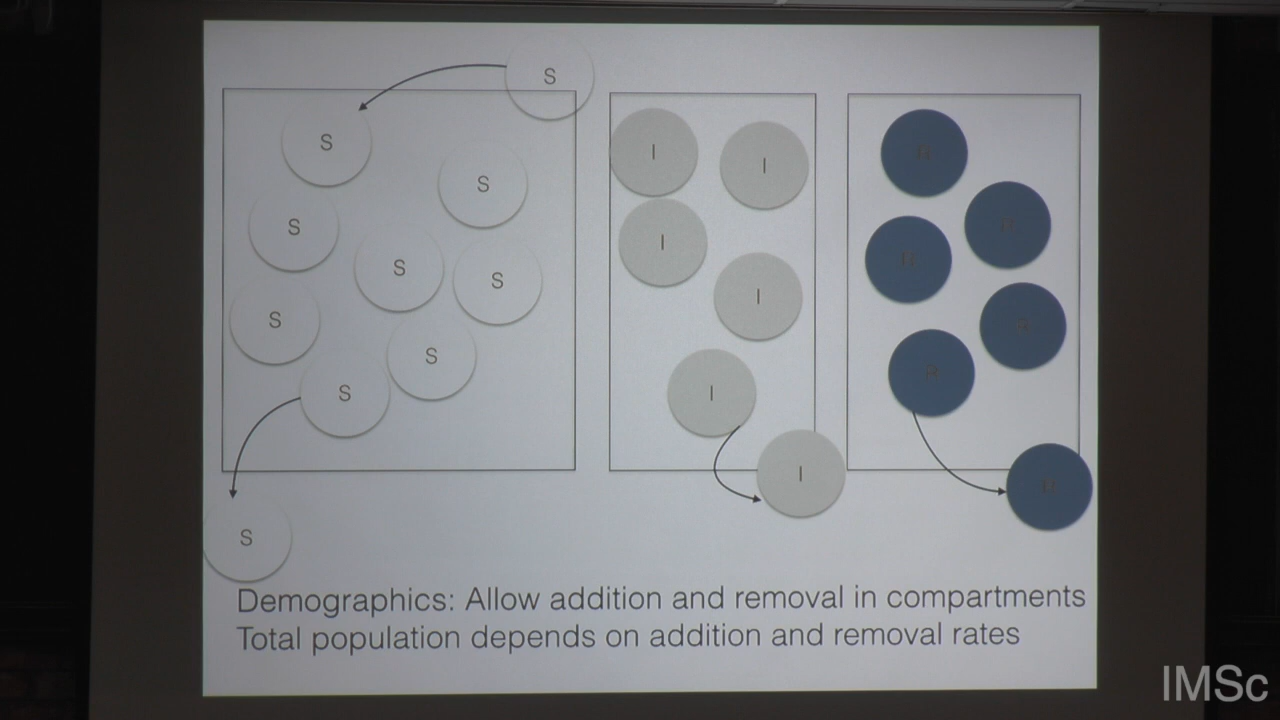 S
S
S
S
S
S
S
S
S
S
I
I
I
I
I
I
R
R
R
R
R
R
Demographics: Allow addition and removal in compartments
Total population depends on addition and removal rates
IMSc